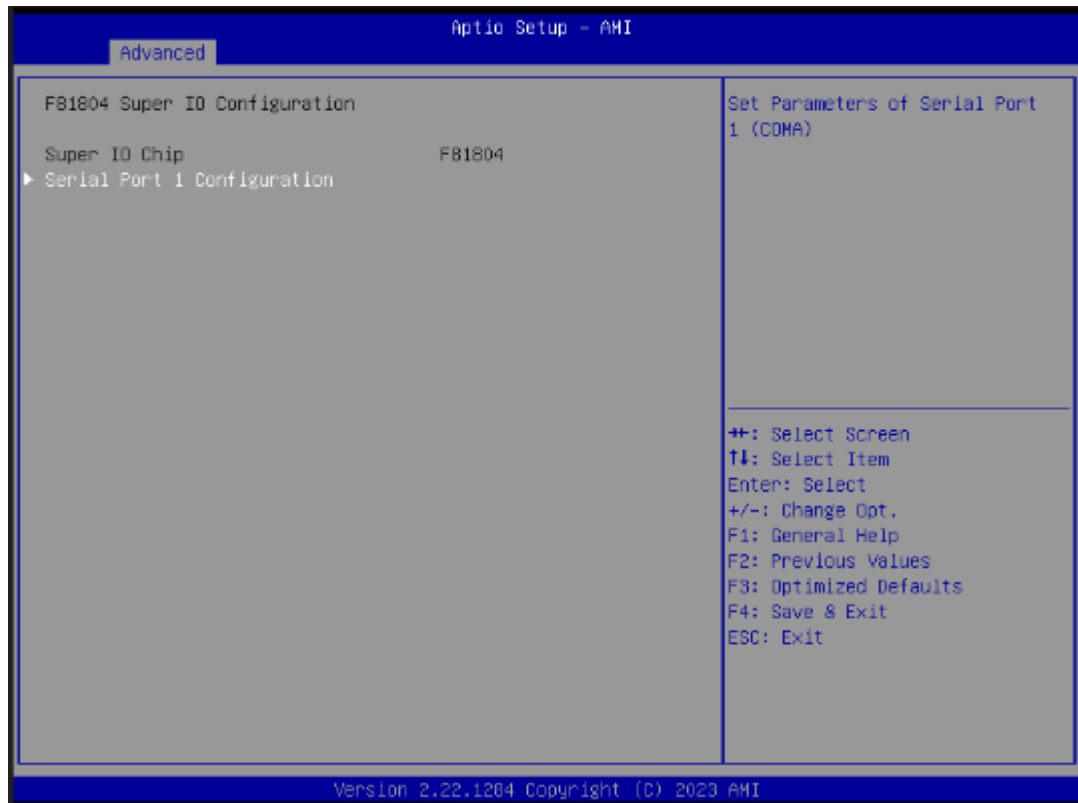 Aptio Setup - AMI
Advanced
F81804 Super IO Configuration
Super IO Chip F81804
▶ Serial Port 1 Configuration
Set Parameters of Serial Port
1 (COMA)
→←: Select Screen
↑↓: Select Item
Enter: Select
+/-: Change Opt.
F1: General Help
F2: Previous Values
F3: Optimized Defaults
F4: Save & Exit
ESC: Exit
Version 2.22.1284 Copyright (C) 2023 AMI